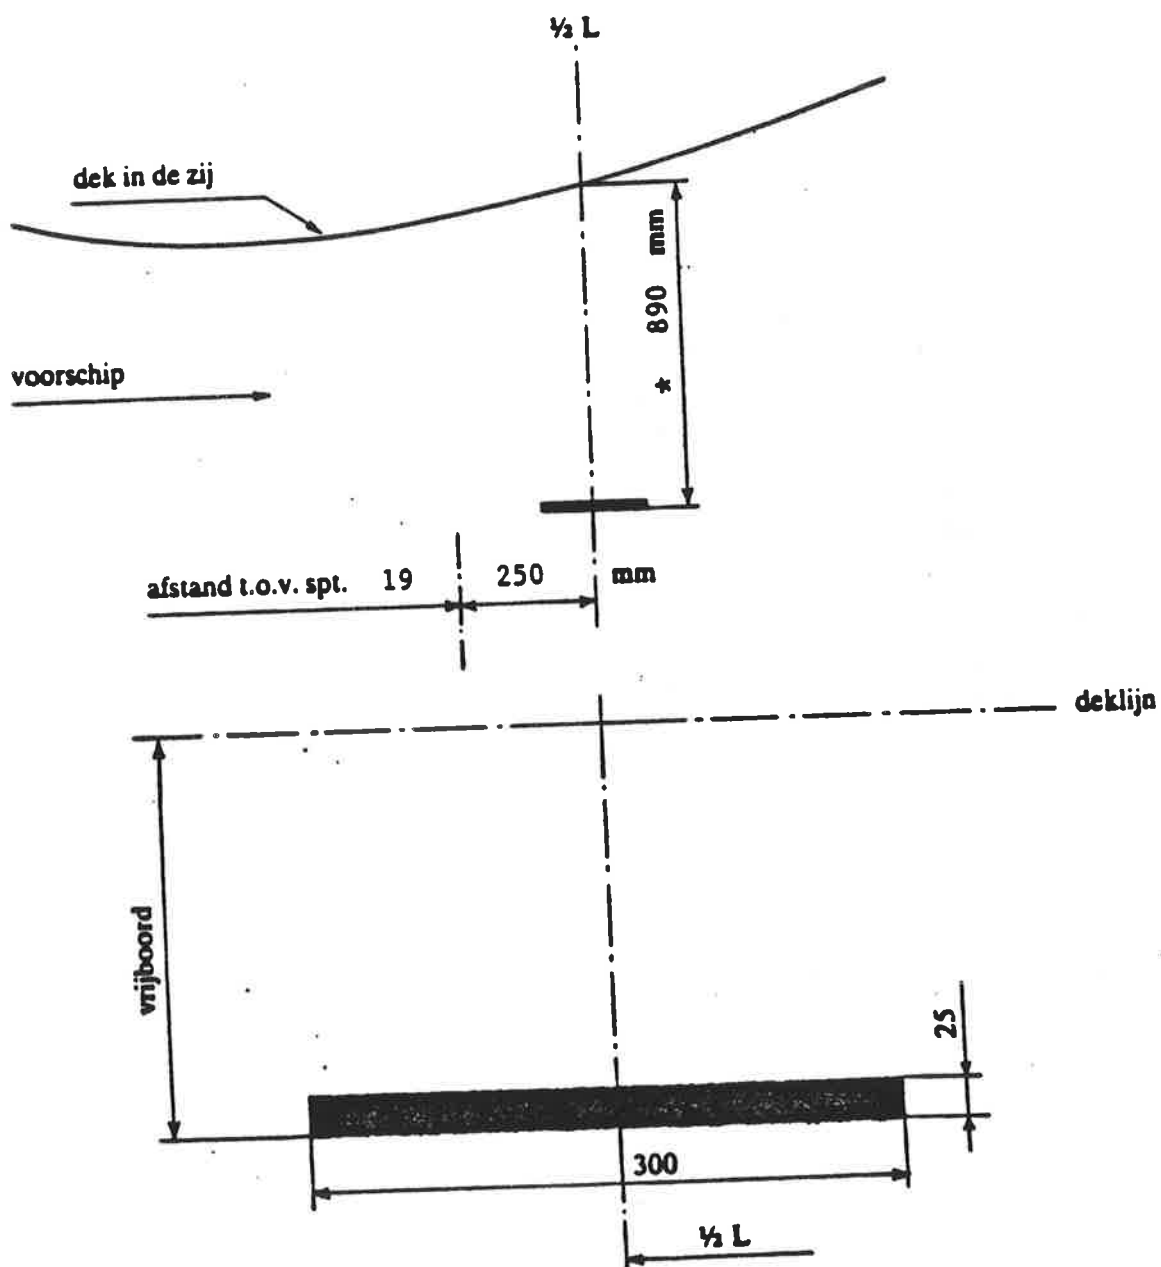 ½ L
dek in de zij
* 890 mm
voorschip
afstand t.o.v. spt. 19 250 mm
deklijn
vrijboord
25
300
½ L